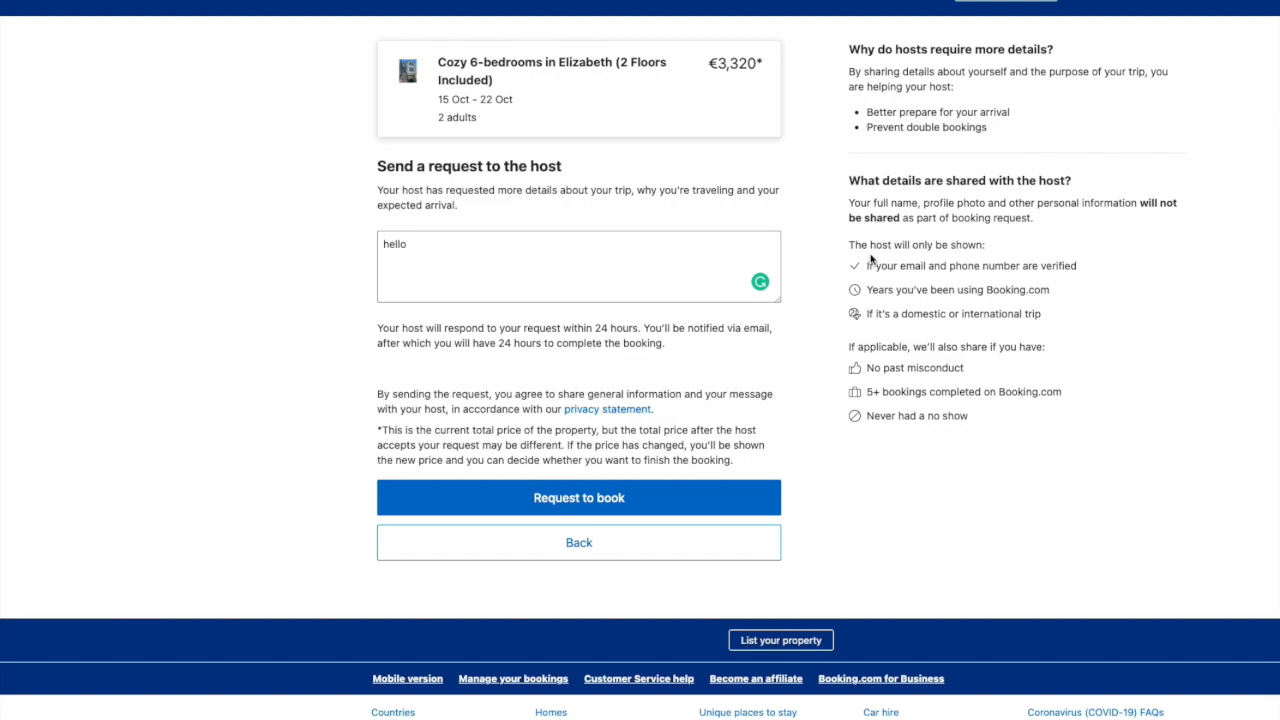 Cozy 6-bedrooms in Elizabeth (2 Floors
Included)
€3,320*
15 Oct - 22 Oct
2 adults
Send a request to the host
Your host has requested more details about your trip, why you're traveling and your
expected arrival.
hello
Your host will respond to your request within 24 hours. You'll be notified via email,
after which you will have 24 hours to complete the booking.
By sending the request, you agree to share general information and your message
with your host, in accordance with our privacy statement.
*This is the current total price of the property, but the total price after the host
accepts your request may be different. If the price has changed, you'll be shown
the new price and you can decide whether you want to finish the booking.
Request to book
Back
Why do hosts require more details?
By sharing details about yourself and the purpose of your trip, you
are helping your host:
• Better prepare for your arrival
• Prevent double bookings
What details are shared with the host?
Your full name, profile photo and other personal information will not
be shared as part of booking request.
The host will only be shown:
If your email and phone number are verified
Years you've been using Booking.com
If it's a domestic or international trip
If applicable, we'll also share if you have:
No past misconduct
5+ bookings completed on Booking.com
Never had a no show
List your property
Mobile version Manage your bookings Customer Service help Become an affiliate Booking.com for Business
Countries Homes Unique places to stay Car hire Coronavirus (COVID-19) FAQs